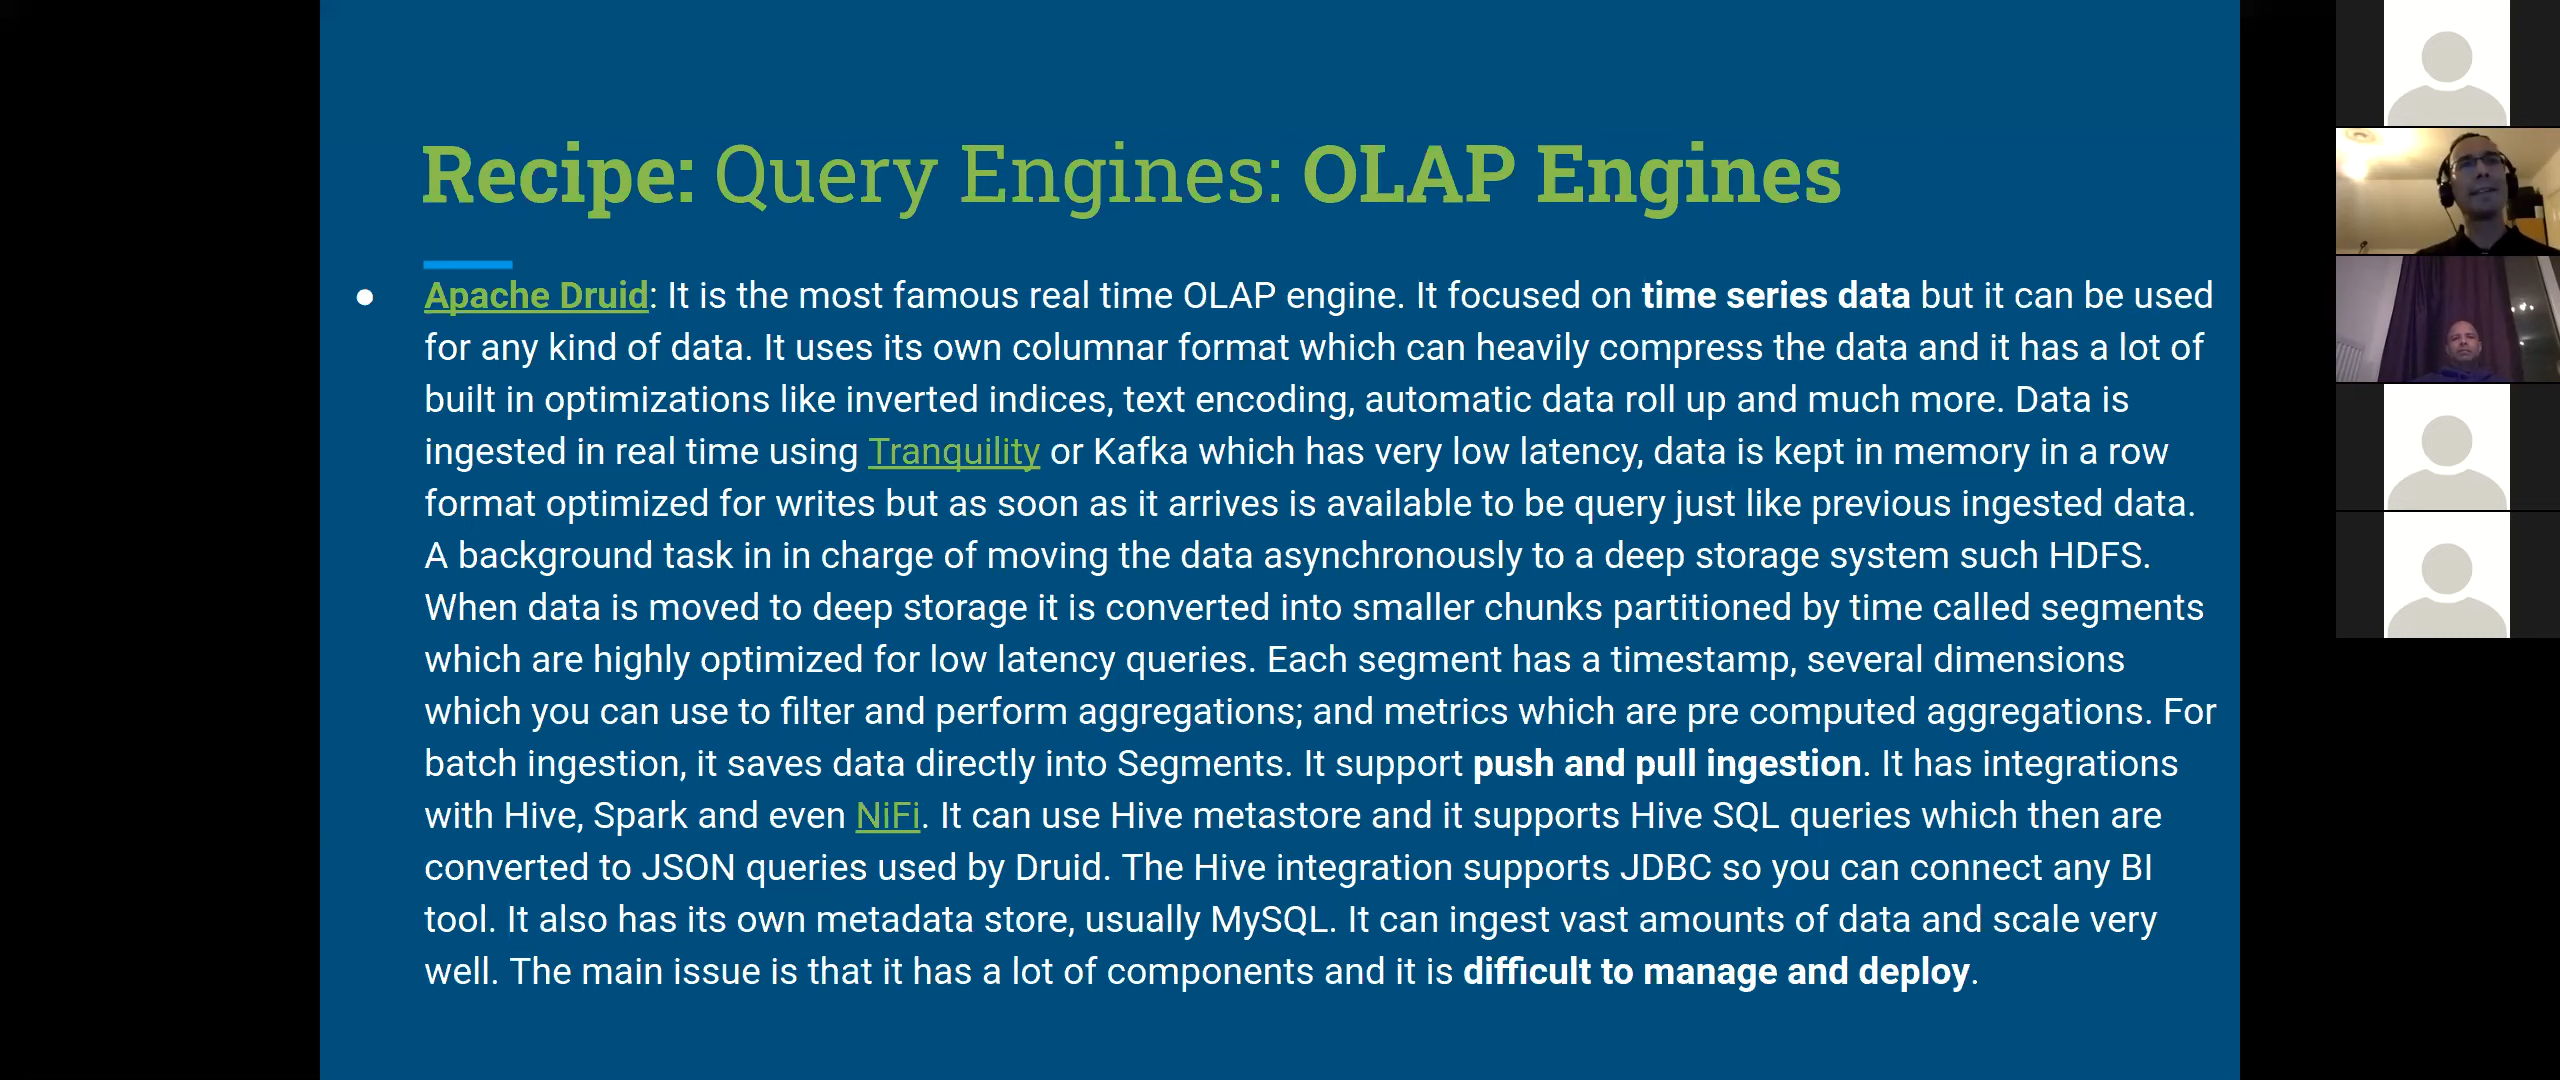 Recipe: Query Engines: OLAP Engines
● Apache Druid: It is the most famous real time OLAP engine. It focused on time series data but it can be used
for any kind of data. It uses its own columnar format which can heavily compress the data and it has a lot of
built in optimizations like inverted indices, text encoding, automatic data roll up and much more. Data is
ingested in real time using Tranquility or Kafka which has very low latency, data is kept in memory in a row
format optimized for writes but as soon as it arrives is available to be query just like previous ingested data.
A background task in in charge of moving the data asynchronously to a deep storage system such HDFS.
When data is moved to deep storage it is converted into smaller chunks partitioned by time called segments
which are highly optimized for low latency queries. Each segment has a timestamp, several dimensions
which you can use to filter and perform aggregations; and metrics which are pre computed aggregations. For
batch ingestion, it saves data directly into Segments. It support push and pull ingestion. It has integrations
with Hive, Spark and even NiFi. It can use Hive metastore and it supports Hive SQL queries which then are
converted to JSON queries used by Druid. The Hive integration supports JDBC so you can connect any BI
tool. It also has its own metadata store, usually MySQL. It can ingest vast amounts of data and scale very
well. The main issue is that it has a lot of components and it is difficult to manage and deploy.